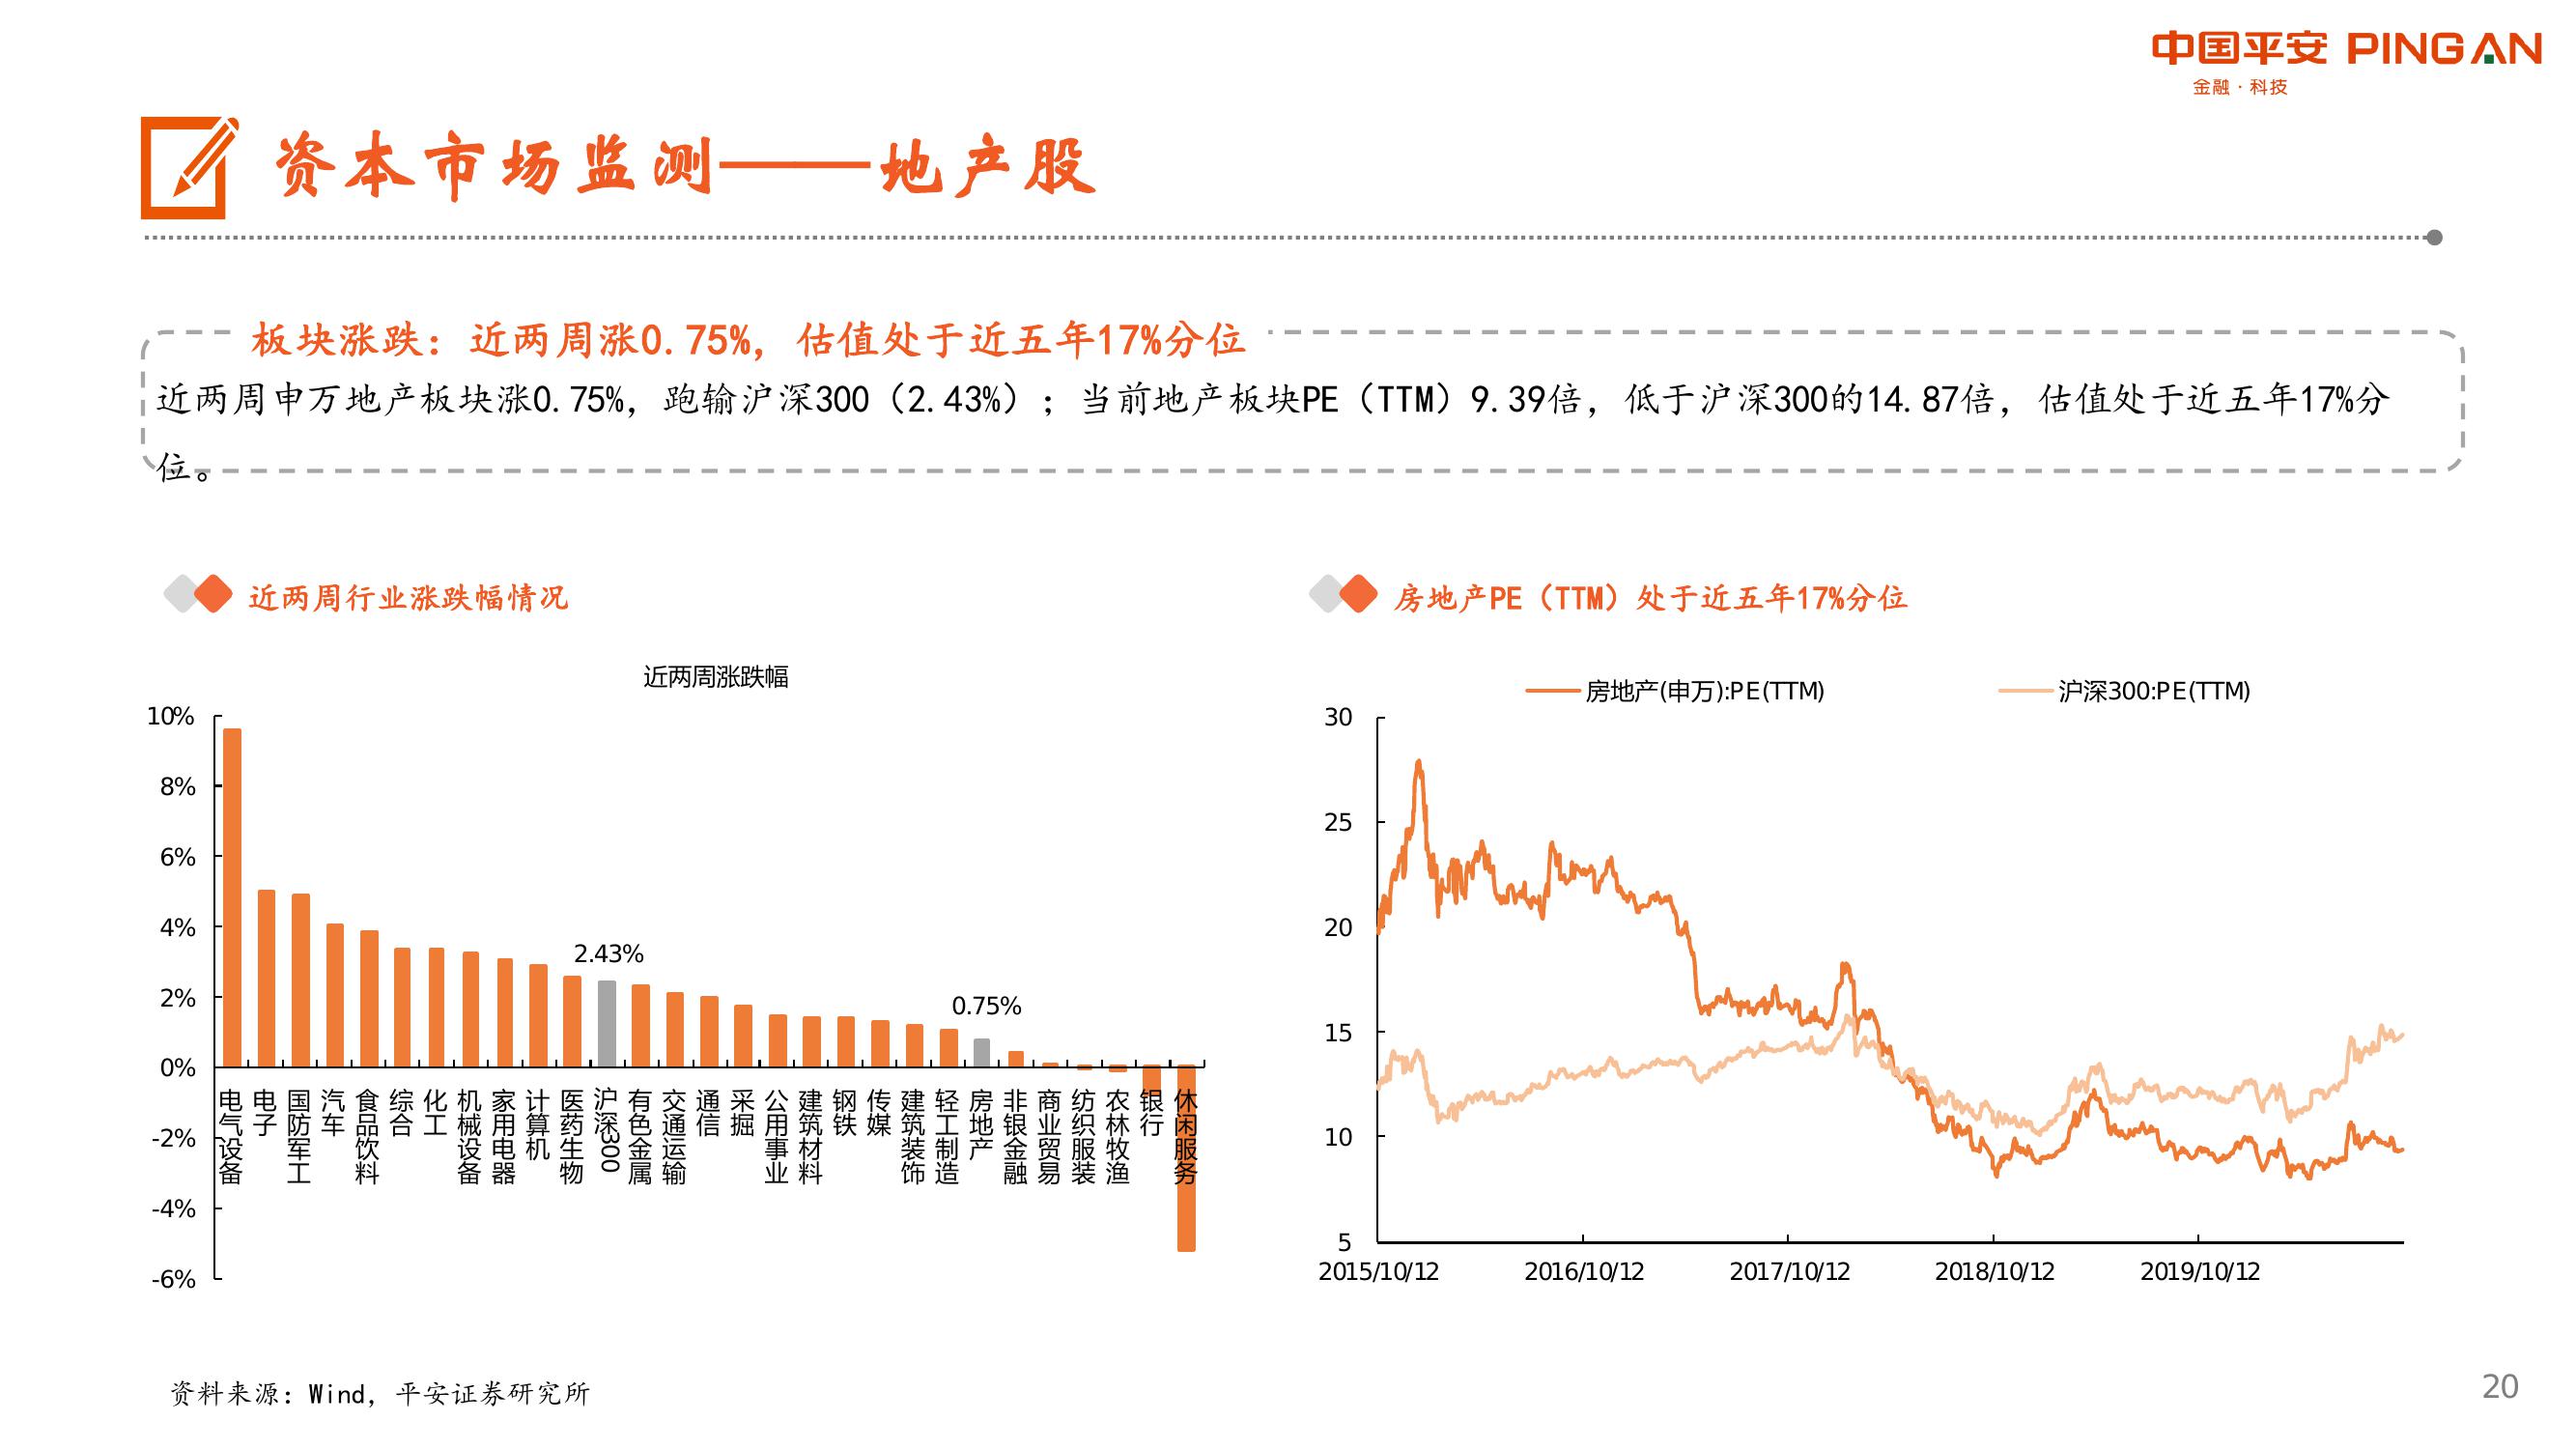 中国平安 PINGAN
金融·科技
资本市场监测——地产股
板块涨跌：近两周涨0.75%，估值处于近五年17%分位
近两周申万地产板块涨0.75%，跑输沪深300（2.43%）；当前地产板块PE（TTM）9.39倍，低于沪深300的14.87倍，估值处于近五年17%分
位。
近两周行业涨跌幅情况
近两周涨跌幅
10%
8%
6%
4%
2%
0%
-2%
-4%
-6%
2.43%
0.75%
电气设备
电子
国防军工
汽车
食品饮料
综合
化工
机械设备
家用电器
计算机
医药生物
沪深300
有色金属
交通运输
通信
采掘
公用事业
建筑材料
钢铁
传媒
建筑装饰
轻工制造
房地产
非银金融
商业贸易
纺织服装
农林牧渔
银行
休闲服务
房地产PE（TTM）处于近五年17%分位
房地产(申万):PE(TTM)
沪深300:PE(TTM)
30
25
20
15
10
5
2015/10/12
2016/10/12
2017/10/12
2018/10/12
2019/10/12
资料来源：Wind，平安证券研究所
20